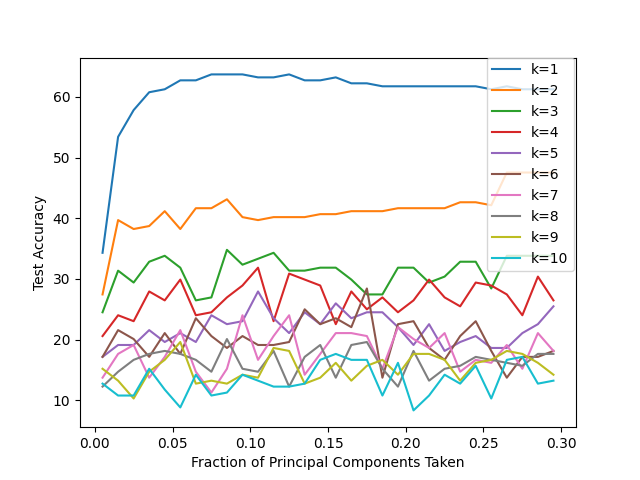 k=1
k=2
k=3
k=4
k=5
k=6
k=7
k=8
k=9
k=10
60
50
40
30
20
10
Test Accuracy
0.00 0.05 0.10 0.15 0.20 0.25 0.30
Fraction of Principal Components Taken